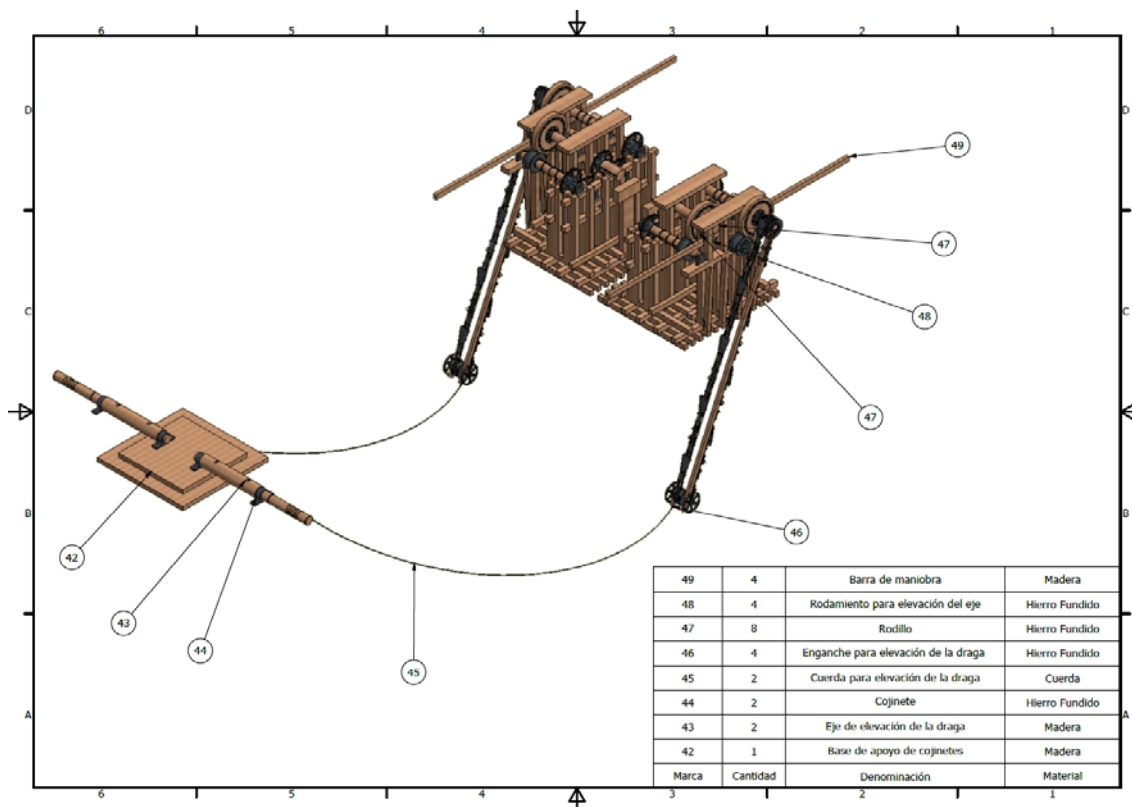 6 5 4 3 2 1
D D
49
47
C 48 C
47
B 46 B
42
43
44
45
49 4 Barra de maniobra Madera
48 4 Rodamiento para elevación del eje Hierro Fundido
47 8 Rodillo Hierro Fundido
46 4 Enganche para elevación de la draga Hierro Fundido
45 2 Cuerda para elevación de la draga Cuerda
44 2 Cojinete Hierro Fundido
A A
43 2 Eje de elevación de la draga Madera
42 1 Base de apoyo de cojinetes Madera
Marca Cantidad Denominación Material
6 5 4 3 2 1